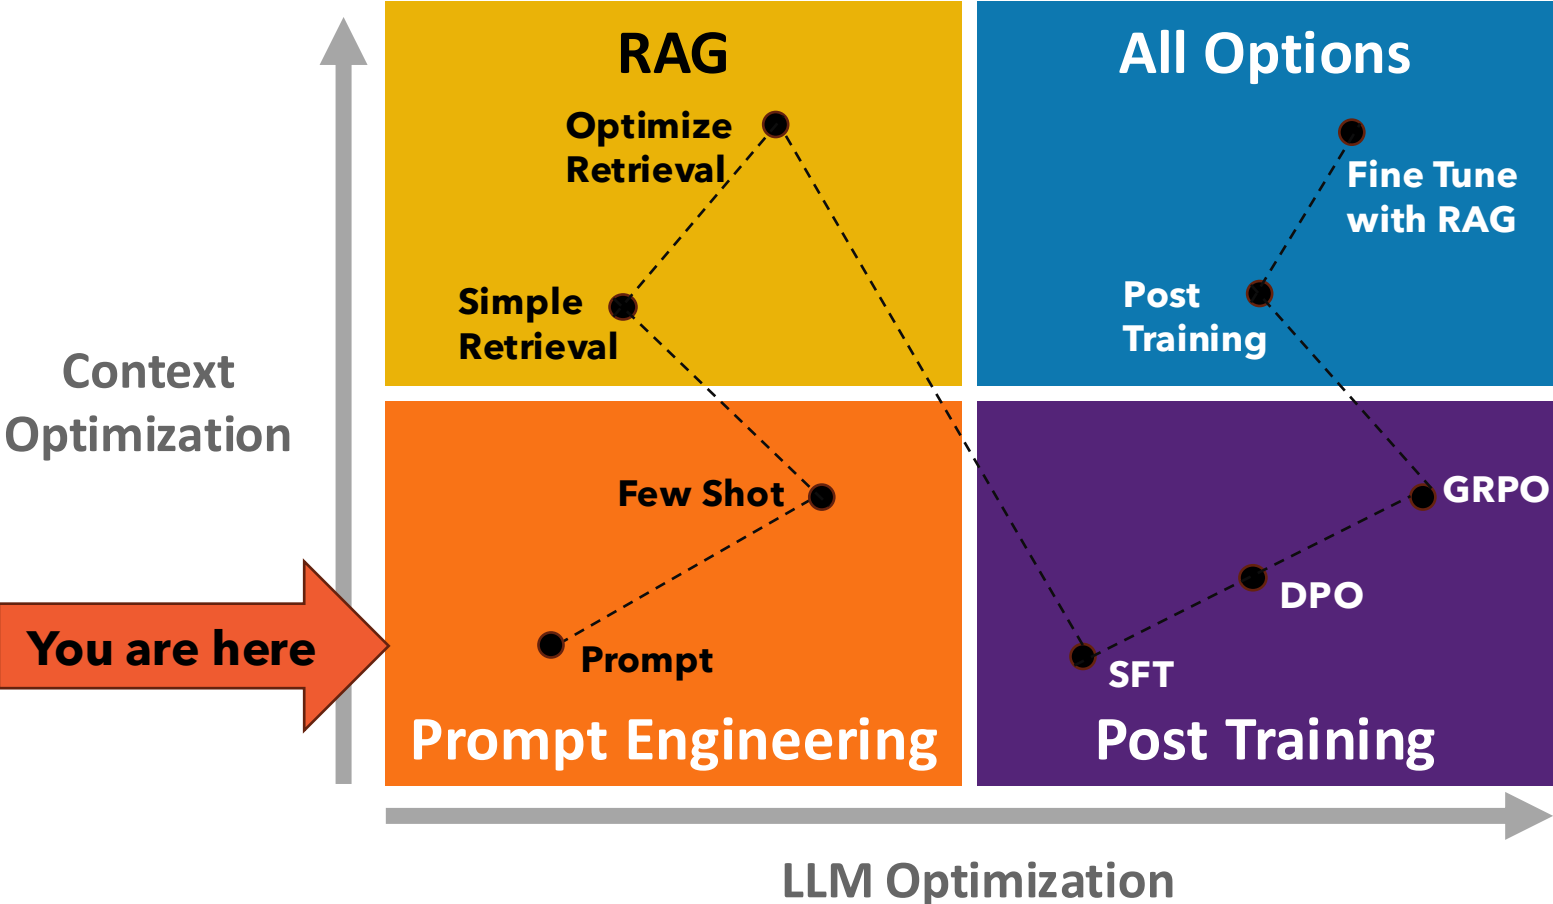 RAG
Optimize
Retrieval
Simple
Retrieval
All Options
Fine Tune
with RAG
Post
Training
Context
Optimization
You are here
Few Shot
Prompt
Prompt Engineering
GRPO
DPO
SFT
Post Training
LLM Optimization